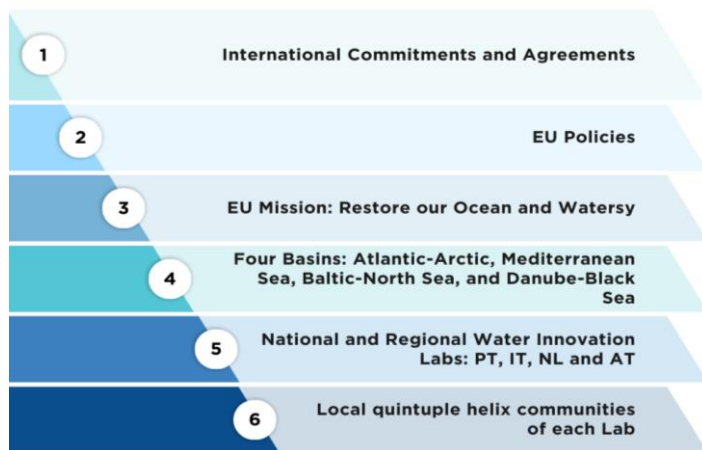 1
International Commitments and Agreements
2
EU Policies
3
EU Mission: Restore our Ocean and Watersy
4
Four Basins: Atlantic-Arctic, Mediterranean
Sea, Baltic-North Sea, and Danube-Black
Sea
5
National and Regional Water Innovation
Labs: PT, IT, NL and AT
6
Local quintuple helix communities
of each Lab